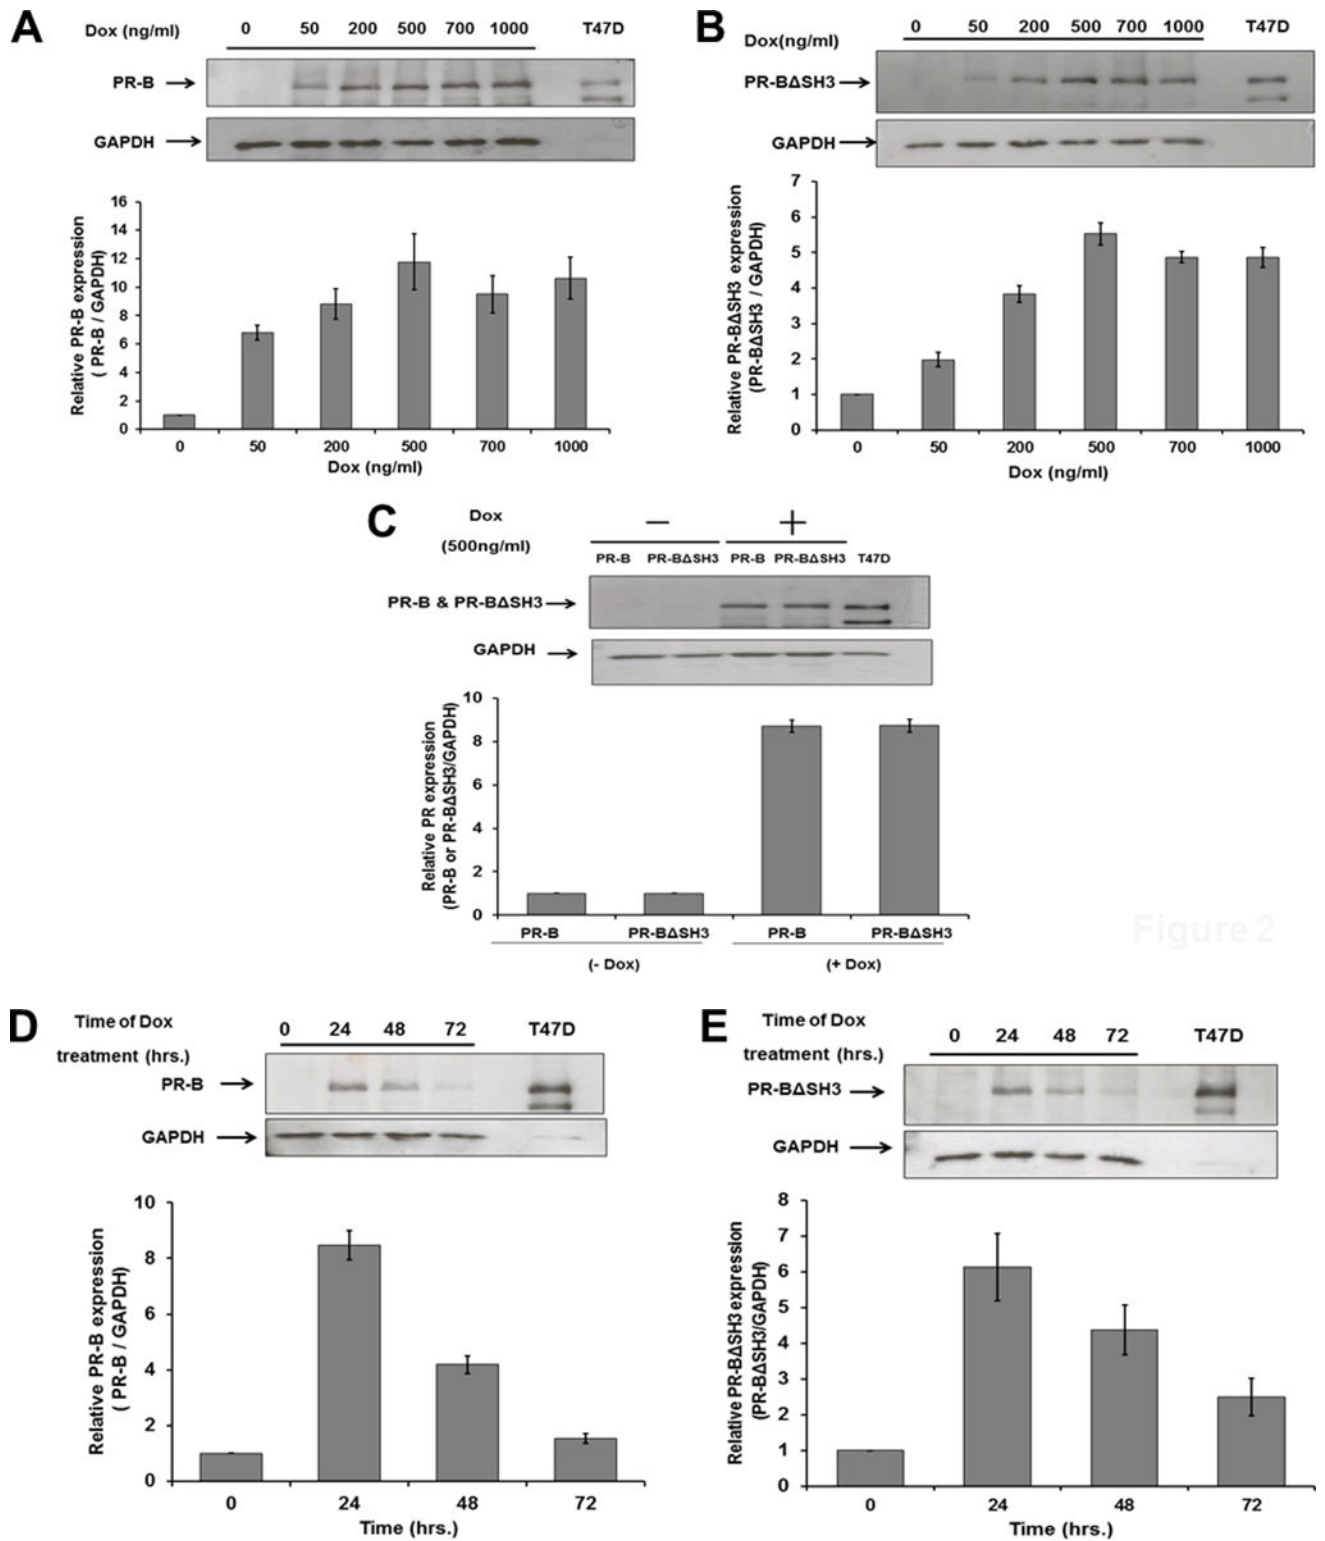 A
Dox (ng/ml) 0 50 200 500 700 1000 T47D
PR-B
GAPDH
Relative PR-B expression
( PR-B / GAPDH)
16
14
12
10
8
6
4
2
0
0 50 200 500 700 1000
Dox (ng/ml)
B
Dox(ng/ml) 0 50 200 500 700 1000 T47D
PR-BΔSH3
GAPDH
Relative PR-BΔSH3 expression
(PR-BΔSH3 / GAPDH)
7
6
5
4
3
2
1
0
0 50 200 500 700 1000
Dox (ng/ml)
C
Dox
(500ng/ml)
— +
PR-B PR-BΔSH3 PR-B PR-BΔSH3 T47D
PR-B & PR-BΔSH3
GAPDH
Relative PR expression
(PR-B or PR-BΔSH3/GAPDH)
10
8
6
4
2
0
PR-B PR-BΔSH3 PR-B PR-BΔSH3
(- Dox) (+ Dox)
Figure 2
D
Time of Dox
treatment (hrs.)
0 24 48 72 T47D
PR-B
GAPDH
Relative PR-B expression
( PR-B / GAPDH)
10
8
6
4
2
0
0 24 48 72
Time (hrs.)
E
Time of Dox
treatment (hrs.)
0 24 48 72 T47D
PR-BΔSH3
GAPDH
Relative PR-BΔSH3 expression
(PR-BΔSH3/GAPDH)
8
7
6
5
4
3
2
1
0
0 24 48 72
Time (hrs.)